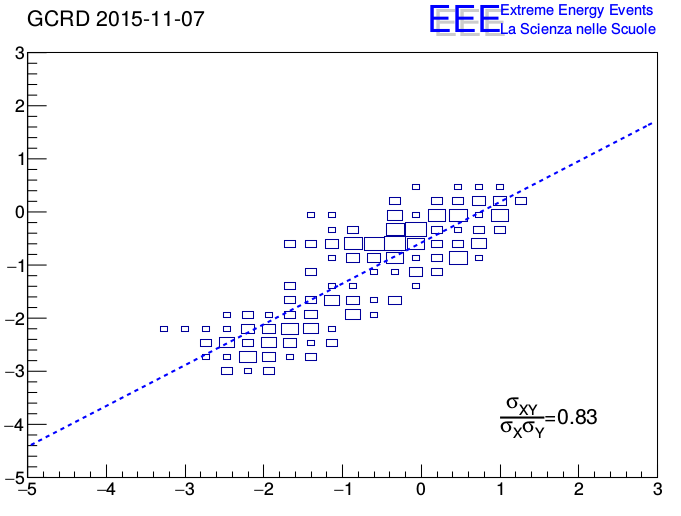 GCRD 2015-11-07
EEE Extreme Energy Events
La Scienza nelle Scuole
3
2
1
0
−1
−2
−3
−4
−5
σXY
σXσY =0.83
−5 −4 −3 −2 −1 0 1 2 3